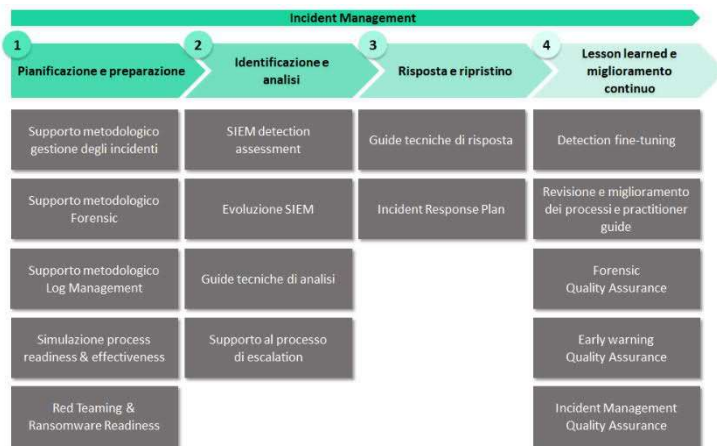 Incident Management
1
Pianificazione e preparazione
2
Identificazione e
analisi
3
Risposta e ripristino
4
Lesson learned e
miglioramento
continuo
Supporto metodologico
gestione degli incidenti
Supporto metodologico
Forensic
Supporto metodologico
Log Management
Simulazione process
readiness & effectiveness
Red Teaming &
Ransomware Readiness
SIEM detection
assessment
Evoluzione SIEM
Guide tecniche di analisi
Supporto al processo
di escalation
Guide tecniche di risposta
Incident Response Plan
Detection fine-tuning
Revisione e miglioramento
dei processi e practitioner
guide
Forensic
Quality Assurance
Early warning
Quality Assurance
Incident Management
Quality Assurance